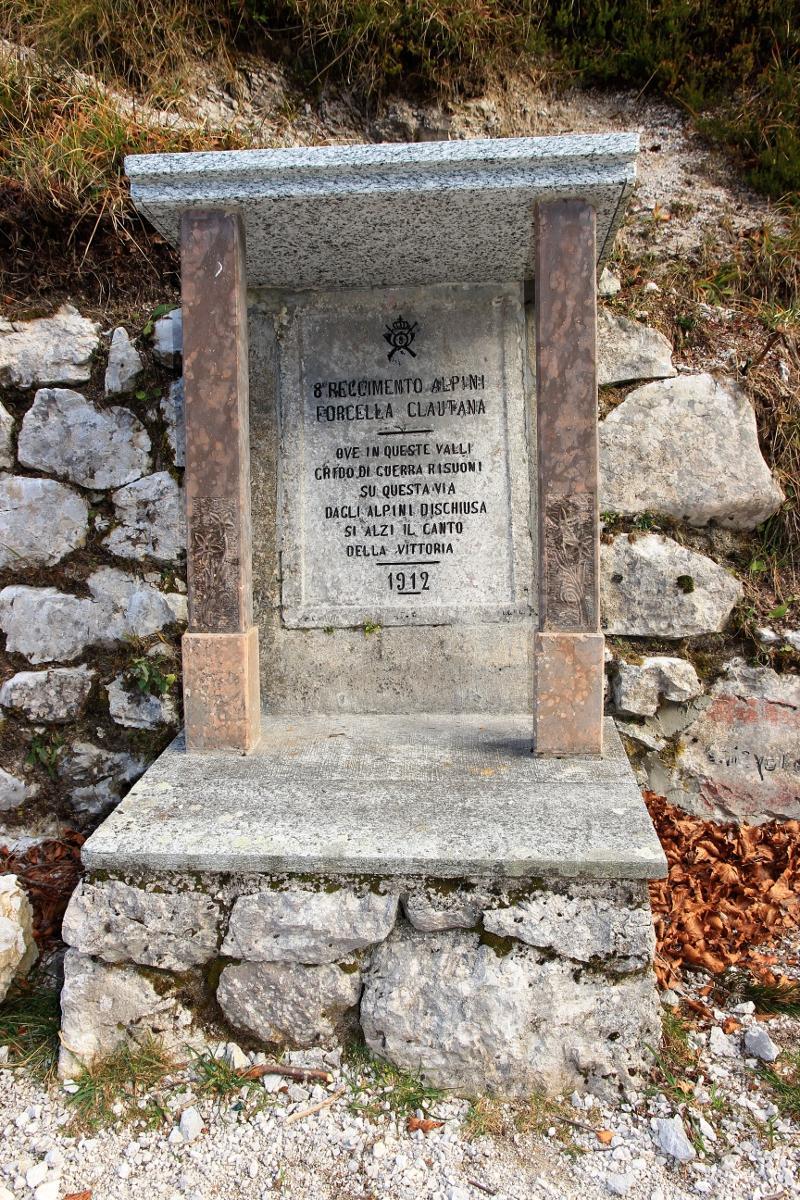 8° REGGIMENTO ALPINI
FORCELLA CLAUTANA
OVE IN QUESTE VALLI
GRIDO DI GUERRA RISUONI
SU QUESTA VIA
DAGLI ALPINI DISCHIUSA
SI ALZI IL CANTO
DELLA VITTORIA
1912